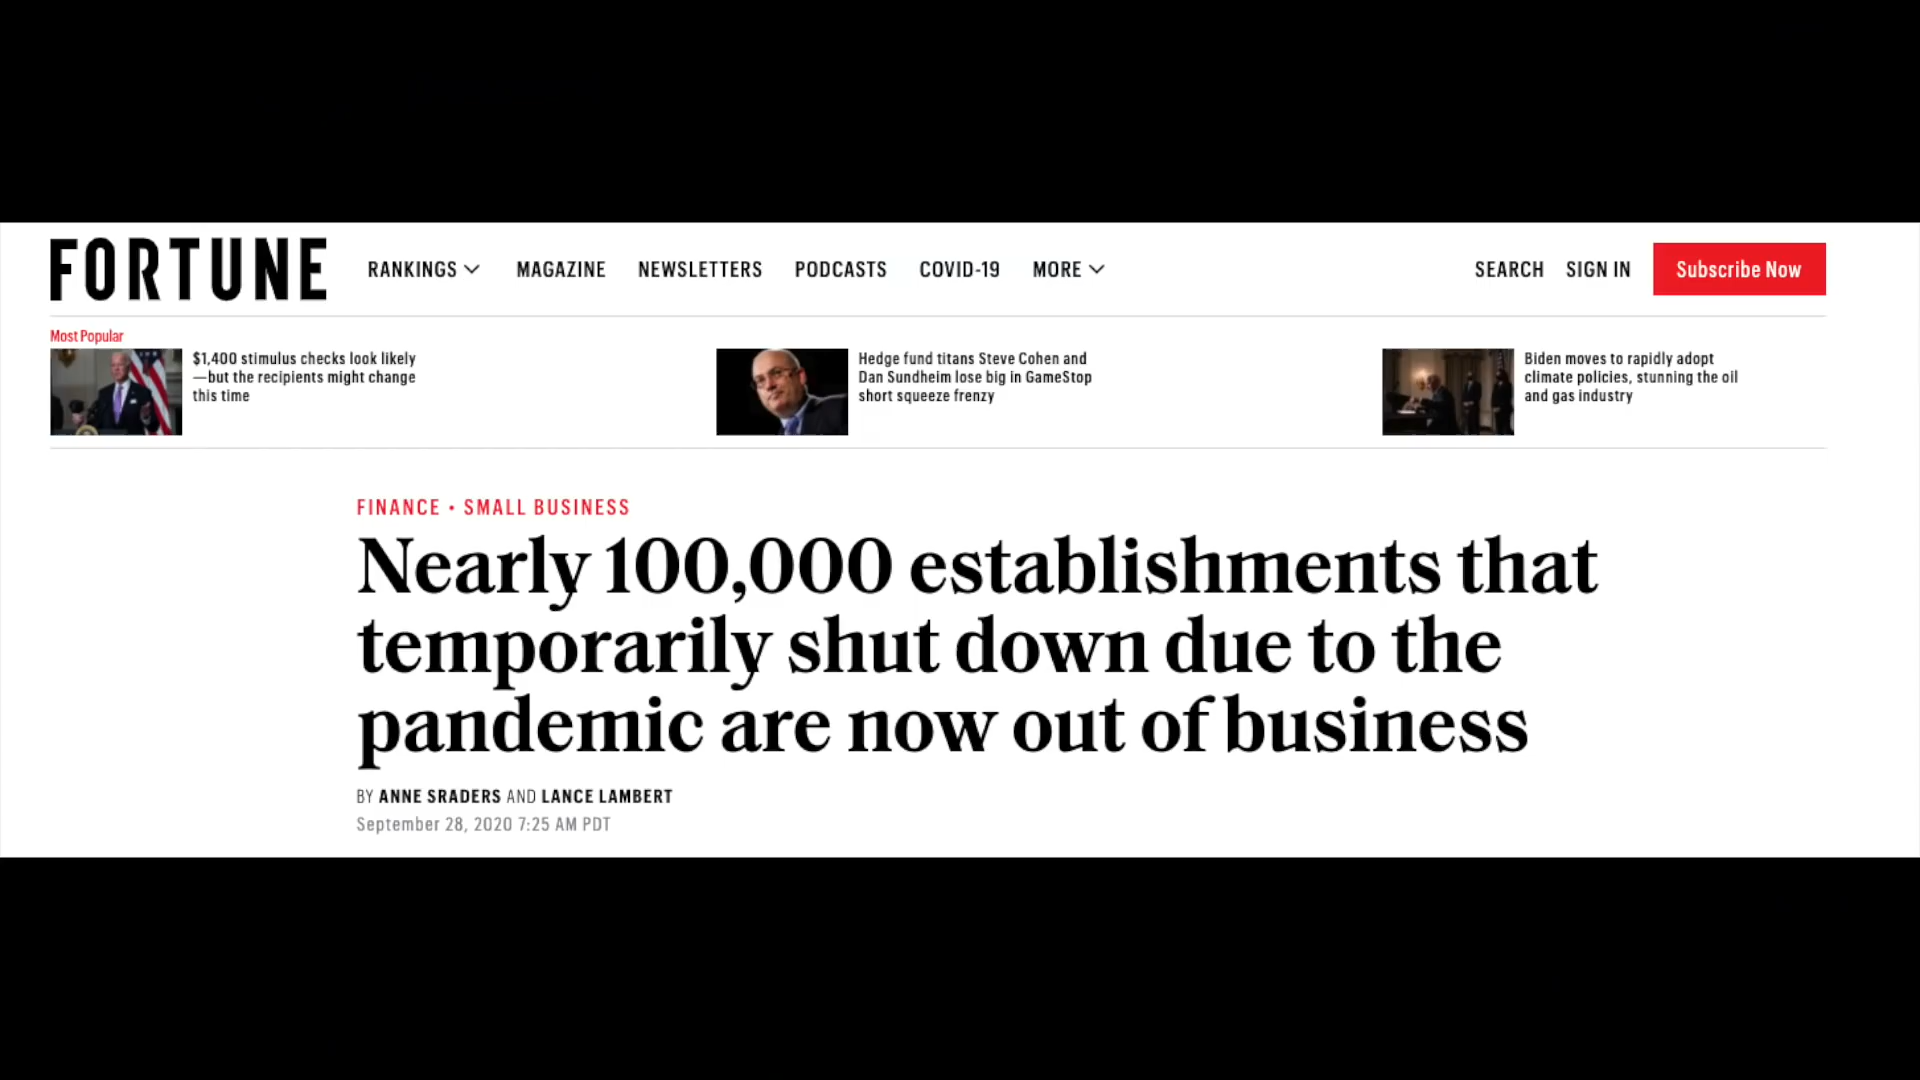 FORTUNE
RANKINGS MAGAZINE NEWSLETTERS PODCASTS COVID-19 MORE
SEARCH SIGN IN Subscribe Now
Most Popular
$1,400 stimulus checks look likely
—but the recipients might change
this time
Hedge fund titans Steve Cohen and
Dan Sundheim lose big in GameStop
short squeeze frenzy
Biden moves to rapidly adopt
climate policies, stunning the oil
and gas industry
FINANCE • SMALL BUSINESS
Nearly 100,000 establishments that
temporarily shut down due to the
pandemic are now out of business
BY ANNE SRADERS AND LANCE LAMBERT
September 28, 2020 7:25 AM PDT